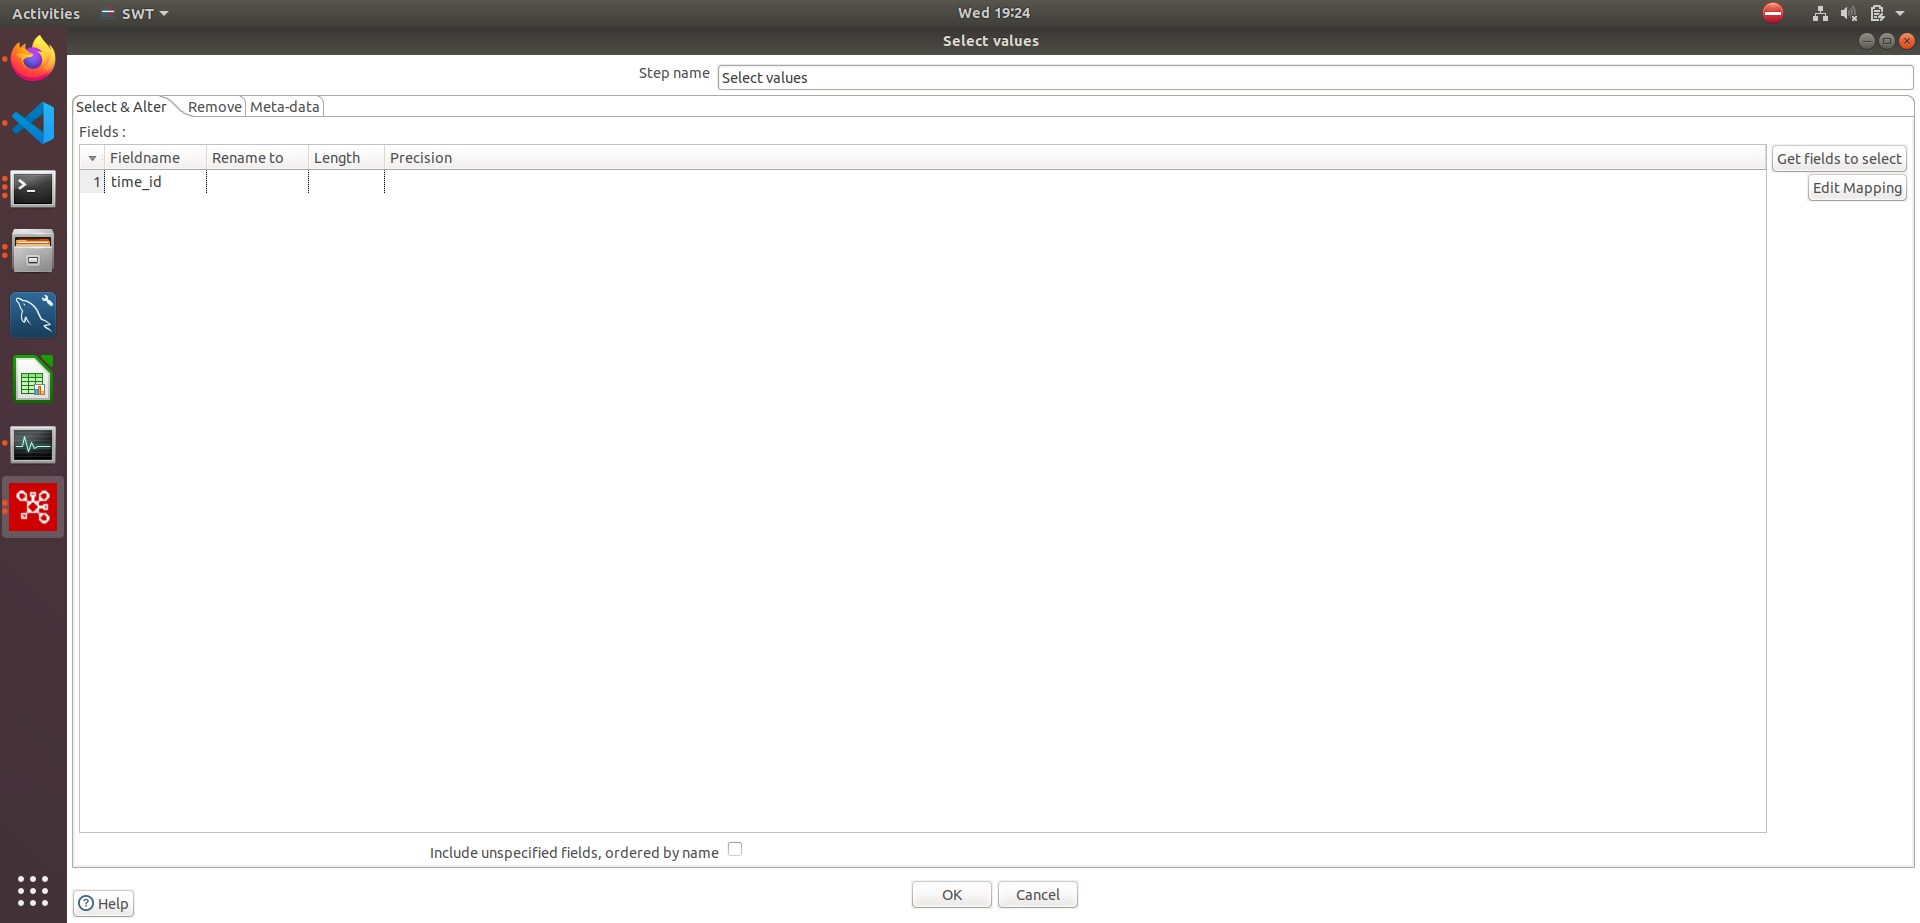 Activities SWT Wed 19:24
Select values
Step name Select values
Select & Alter Remove Meta-data
Fields :
Fieldname Rename to Length Precision Get fields to select
1 time_id Edit Mapping
Include unspecified fields, ordered by name
OK Cancel
Help